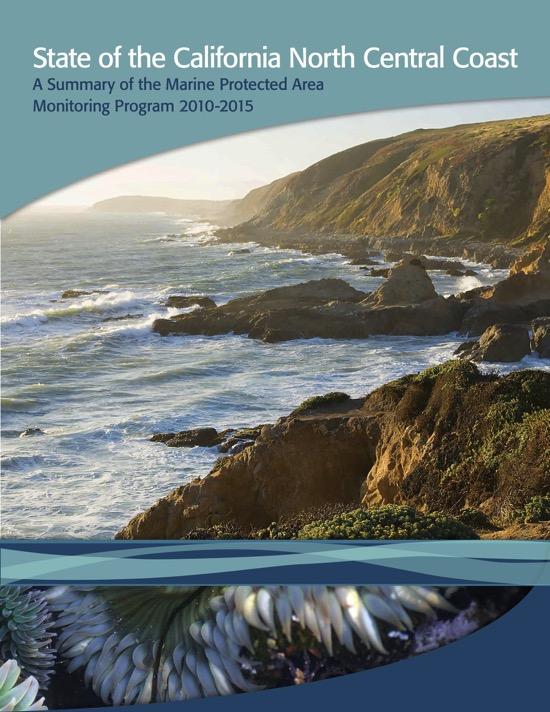 State of the California North Central Coast
A Summary of the Marine Protected Area
Monitoring Program 2010-2015